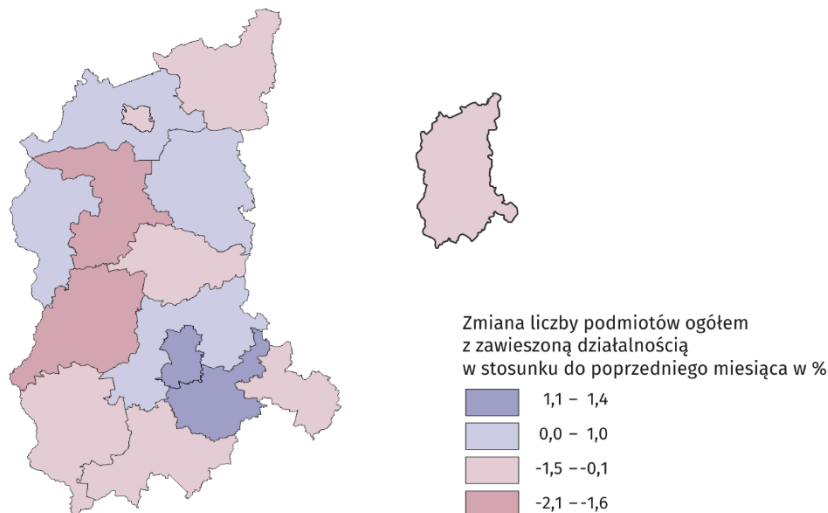 Zmiana liczby podmiotów ogółem
z zawieszoną działalnością
w stosunku do poprzedniego miesiąca w %
1,1 – 1,4
0,0 – 1,0
-1,5 –-0,1
-2,1 –-1,6